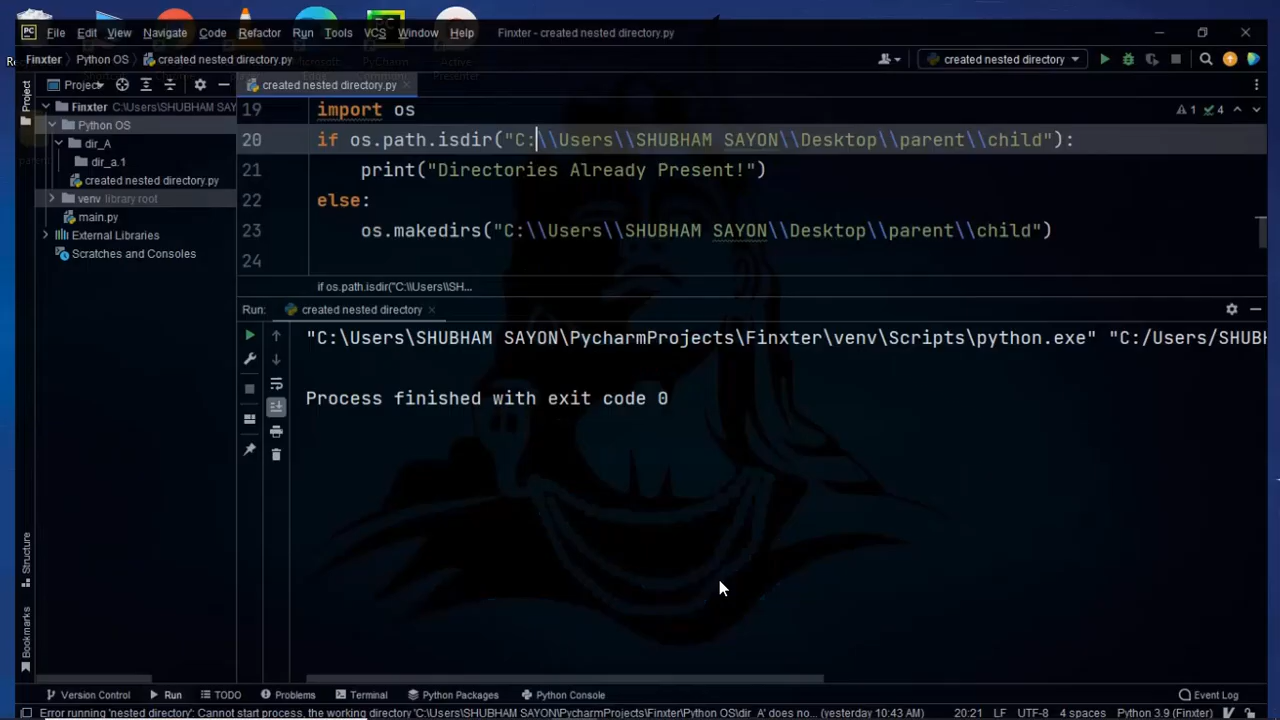 File Edit View Navigate Code Refactor Run Tools VCS Window Help Finxter - created nested directory.py
Finxter Python OS created nested directory.py created nested directory.py
Project created nested directory.py
Project
Finxter C:\Users\SHUBHAM SAY
Python OS
dir_A
dir_a.1
created nested directory.py
venv library root
main.py
External Libraries
Scratches and Consoles
1 4
19 import os
20 if os.path.isdir("C:\\Users\\SHUBHAM SAYON\\Desktop\\parent\\child"):
21 print("Directories Already Present!")
22 else:
23 os.makedirs("C:\\Users\\SHUBHAM SAYON\\Desktop\\parent\\child")
24
if os.path.isdir("C:\\Users\\SH...
Run: created nested directory
"C:\Users\SHUBHAM SAYON\PycharmProjects\Finxter\venv\Scripts\python.exe" "C:/Users/SHUB
Process finished with exit code 0
Structure
Bookmarks
Version Control Run TODO Problems Terminal Python Packages Python Console Event Log
Error running 'nested directory': Cannot start process, the working directory 'C:\Users\SHUBHAM SAYON\PycharmProjects\Finxter\Python OS\dir_A' does no... (yesterday 10:43 AM) 20:21 LF UTF-8 4 spaces Python 3.9 (Finxter)